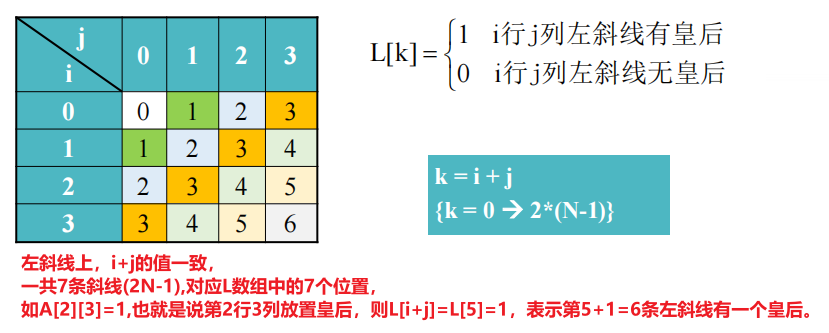 j
i
0 1 2 3
0 0 1 2 3
1 1 2 3 4
2 2 3 4 5
3 3 4 5 6
L[k]=
1 i行j列左斜线有皇后
0 i行j列左斜线无皇后
k = i + j
{k = 0 → 2*(N-1)}
左斜线上，i+j的值一致，
一共7条斜线(2N-1),对应L数组中的7个位置，
如A[2][3]=1,也就是说第2行3列放置皇后，则L[i+j]=L[5]=1，表示第5+1=6条左斜线有一个皇后。